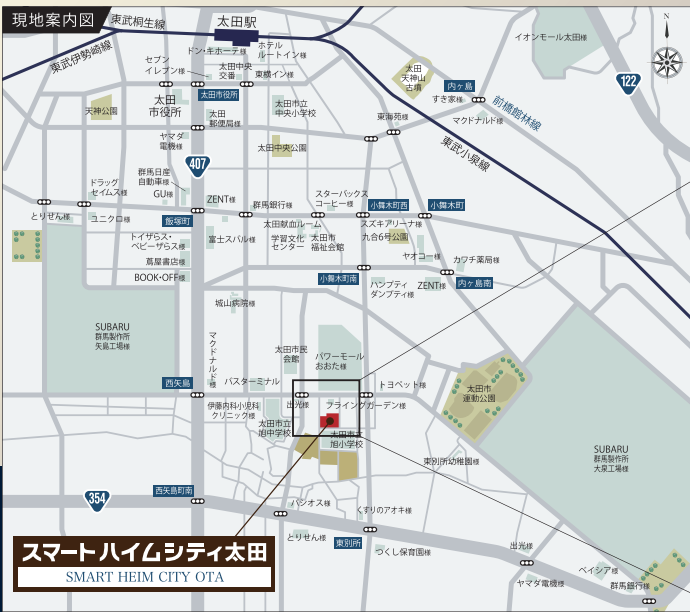 現地案内図
東武桐生線
太田駅
東武伊勢崎線
ドン・キホーテ様
ホテル
ルートイン様
イオンモール太田様
N
セブン
イレブン様
太田中央
交番
東横イン様
太田
天神山
古墳
内ヶ島
122
太田
市役所
太田市役所
すき家様
前橋館林線
天神公園
太田市立
中央小学校
太田
郵便局様
東海苑様
マクドナルド様
ヤマダ
電機様
太田中央公園
東武小泉線
407
群馬日産
自動車様
ドラッグ
セイムス様
GU様
ZENT様
群馬銀行様
スターバックス
コーヒー様
小舞木町西
小舞木町
とりせん様
ユニクロ様
飯塚町
太田献血ルーム
スズキアリーナ様
トイザらス・
ベビーザらス様
富士スバル様
学習文化
センター
太田市
福祉会館
九合6号公園
蔦屋書店様
ヤオコー様
カワチ薬局様
BOOK・OFF様
小舞木町南
ハンプティ
ダンプティ様
ZENT様
内ヶ島南
城山病院様
SUBARU
群馬製作所
矢島工場様
マクドナルド様
太田市民
会館
パワーモール
おおた様
西矢島
バスターミナル
トヨペット様
太田市
運動公園
伊藤内科小児科
クリニック様
出光様
フライングガーデン様
太田市立
旭中学校
太田市立
旭小学校
SUBARU
群馬製作所
大泉工場様
東別所幼稚園様
354
西矢島町南
パシオス様
くすりのアオキ様
とりせん様
東別所
つくし保育園様
出光様
スマートハイムシティ太田
SMART HEIM CITY OTA
ヤマダ電機様
ベイシア様
群馬銀行様